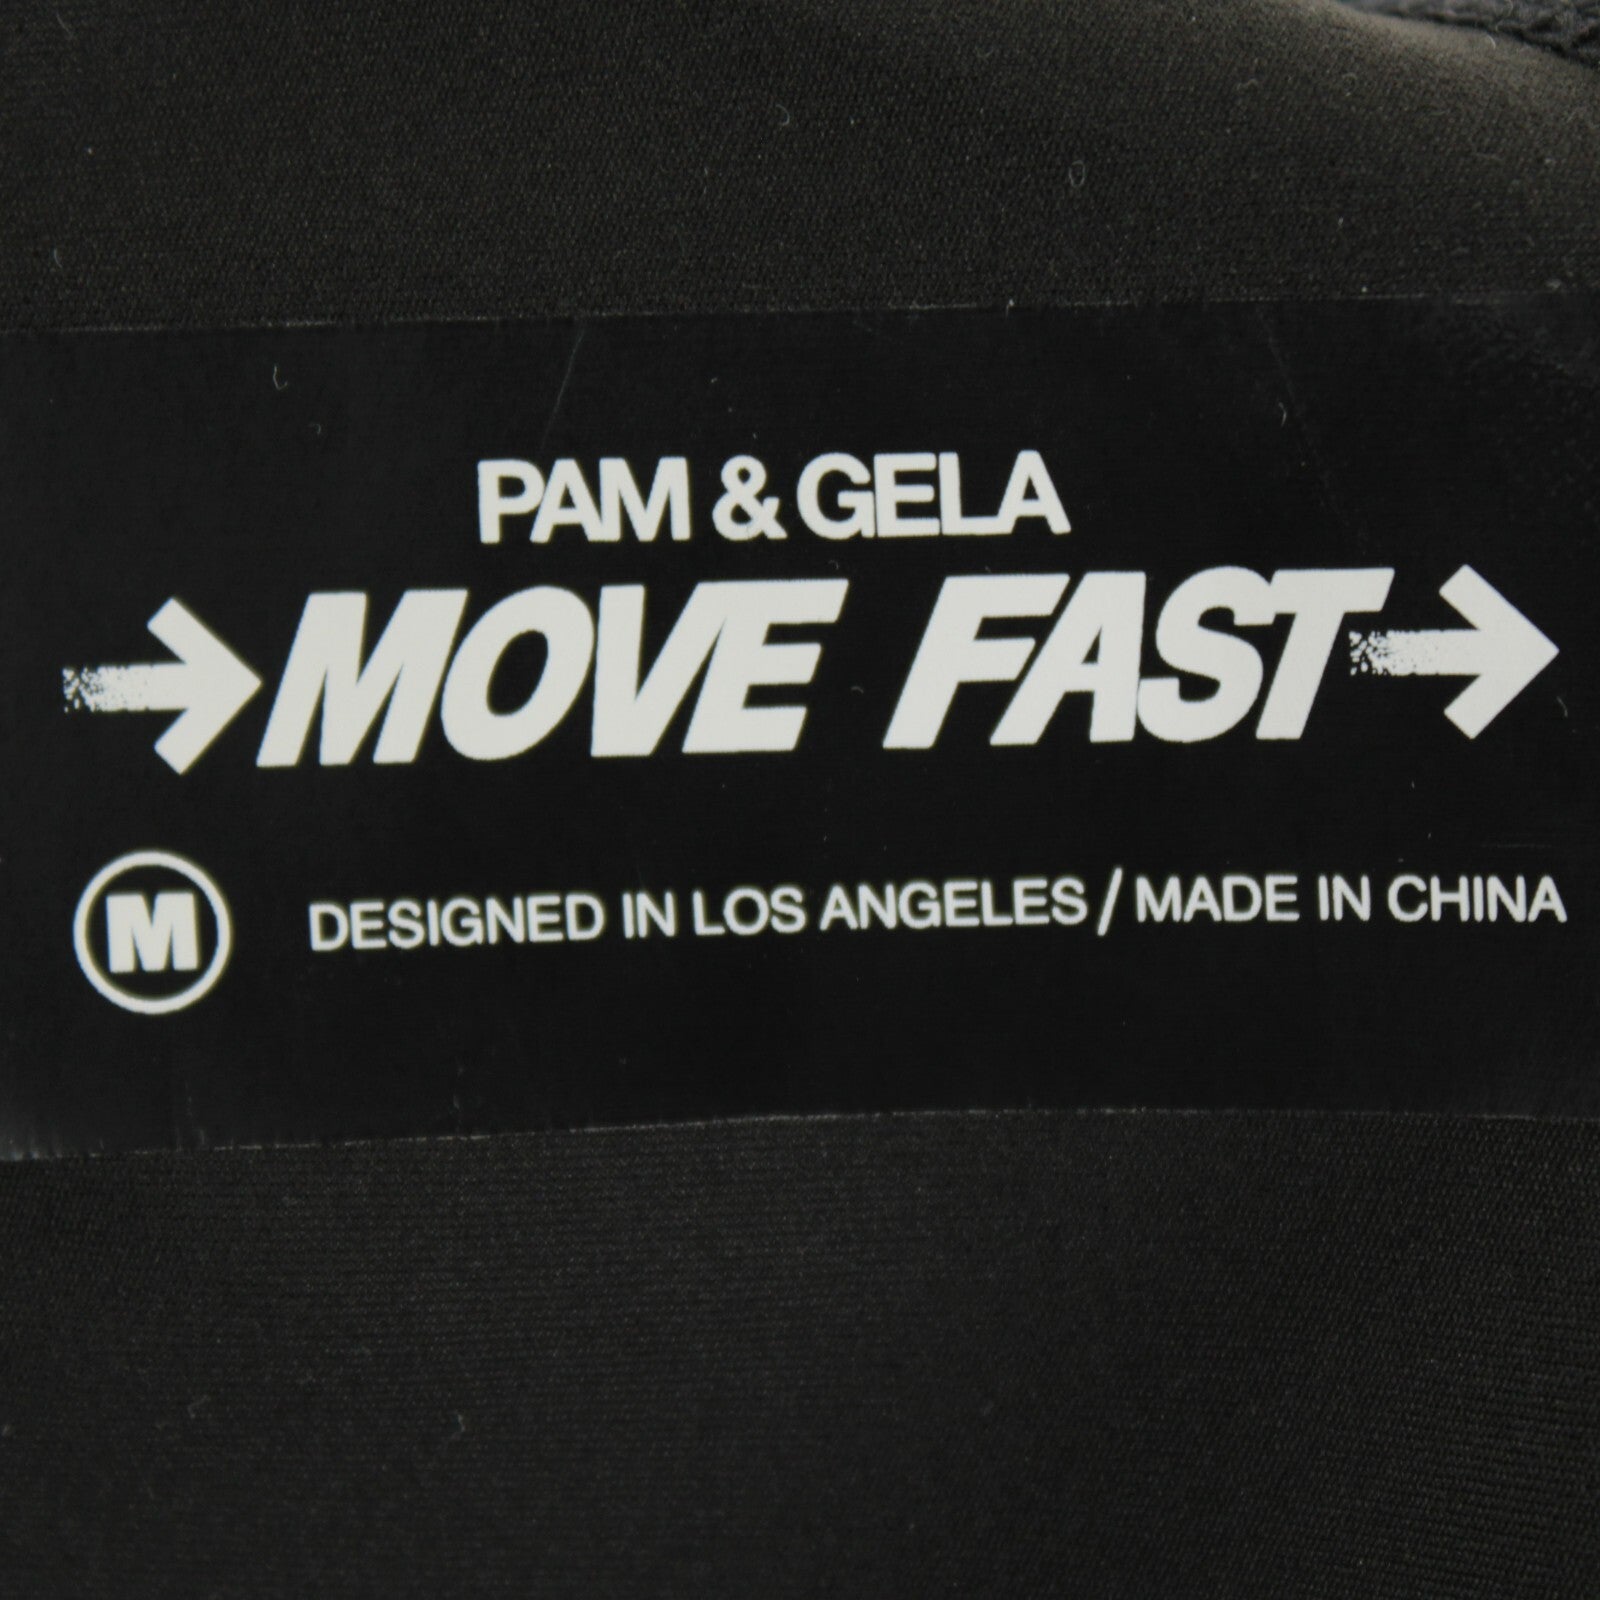 PAM & GELA
MOVE FAST
M DESIGNED IN LOS ANGELES / MADE IN CHINA